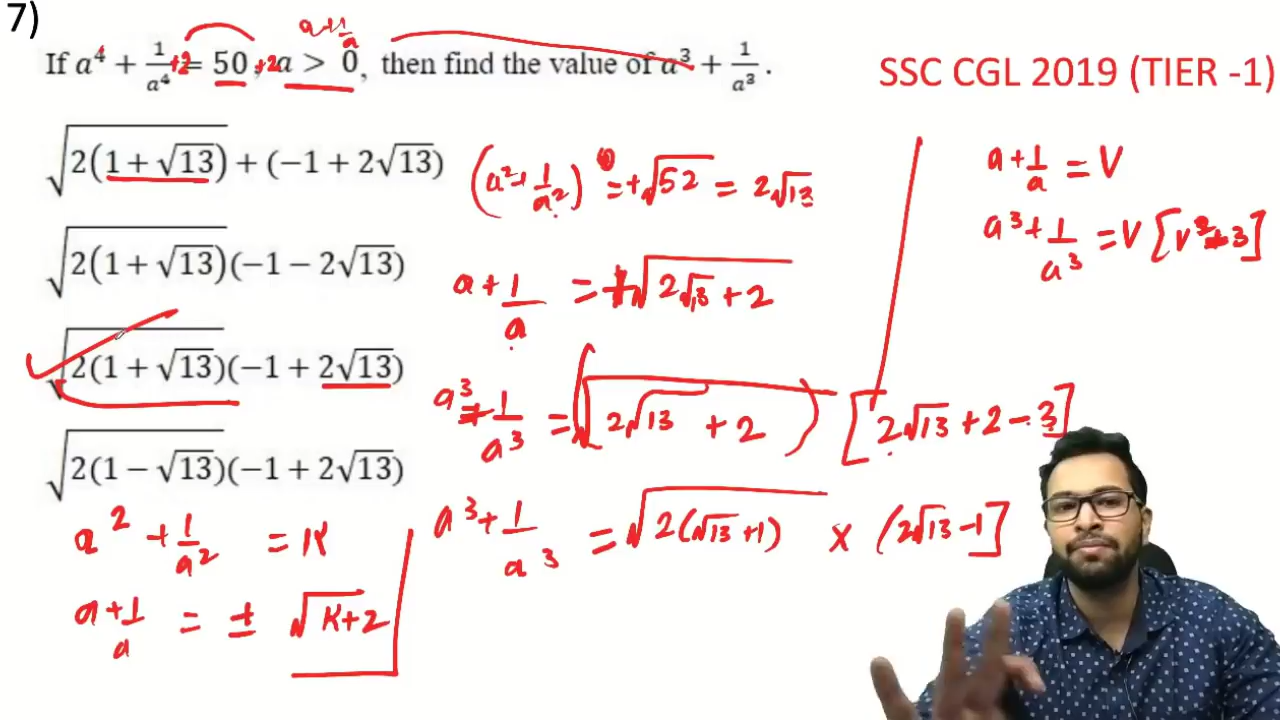 7)
If a⁴ + 1/a⁴ +2 = 50 +2, a > 0, then find the value of a³ + 1/a³.
a+1/a
SSC CGL 2019 (TIER -1)
√(2(1 + √13)) + (−1 + 2√13)
√(2(1 + √13))(−1 − 2√13)
√(2(1 + √13))(−1 + 2√13)
√(2(1 − √13))(−1 + 2√13)
a² + 1/a² = K
a + 1/a = ± √(K+2)
(a² + 1/a²) = +√52 = 2√13
a + 1/a = +√(2√13 + 2)
a³ + 1/a³ = (√(2√13 + 2)) [2√13 + 2 − 3]
a³ + 1/a³ = √(2(√13 + 1)) × (2√13 − 1]
a + 1/a = V
a³ + 1/a³ = V [V² − 3]